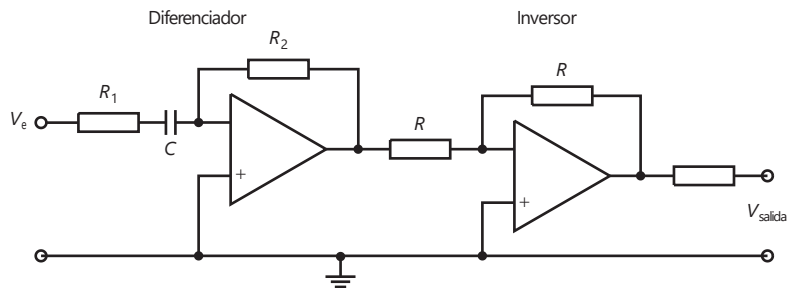 Diferenciador
Inversor
R2
R
R1
R
Ve
C
+
+
Vsalida